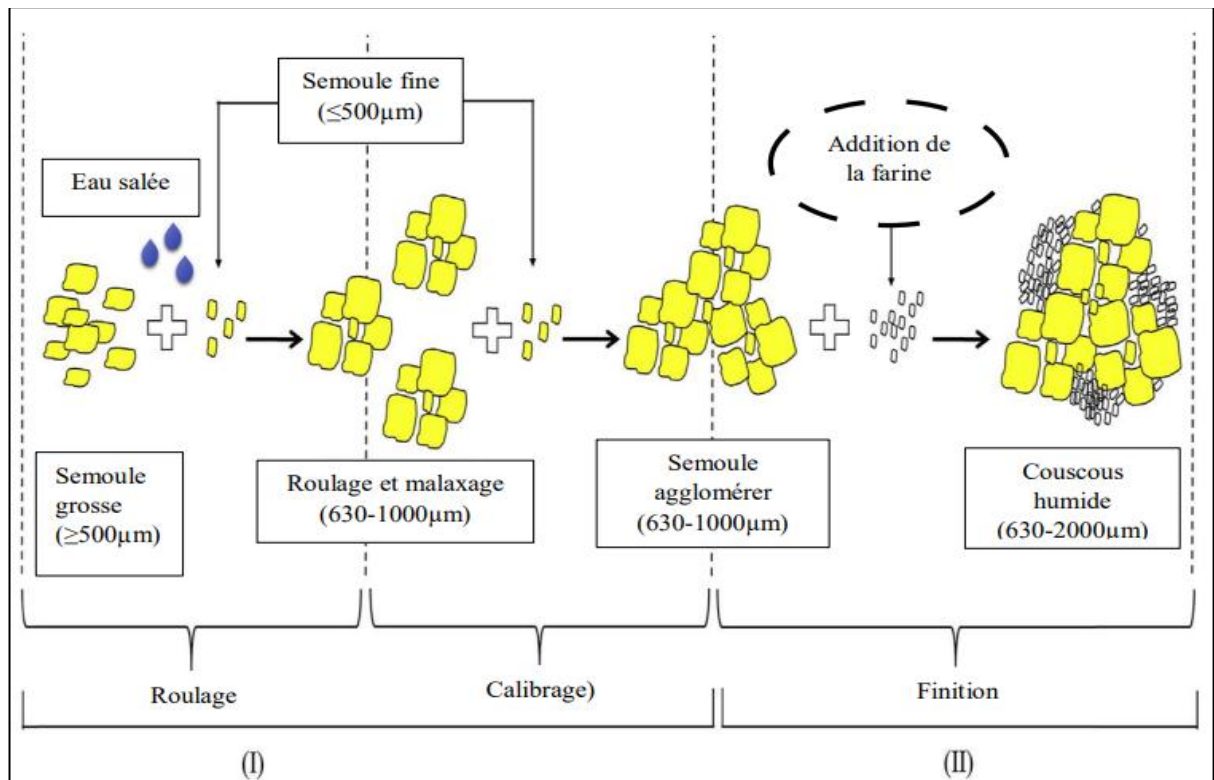 Semoule fine
(≤500µm)
Addition de
la farine
Eau salée
Semoule
grosse
(≥500µm)
Roulage et malaxage
(630-1000µm)
Semoule
agglomérer
(630-1000µm)
Couscous
humide
(630-2000µm)
Roulage
Calibrage)
Finition
(I)
(II)